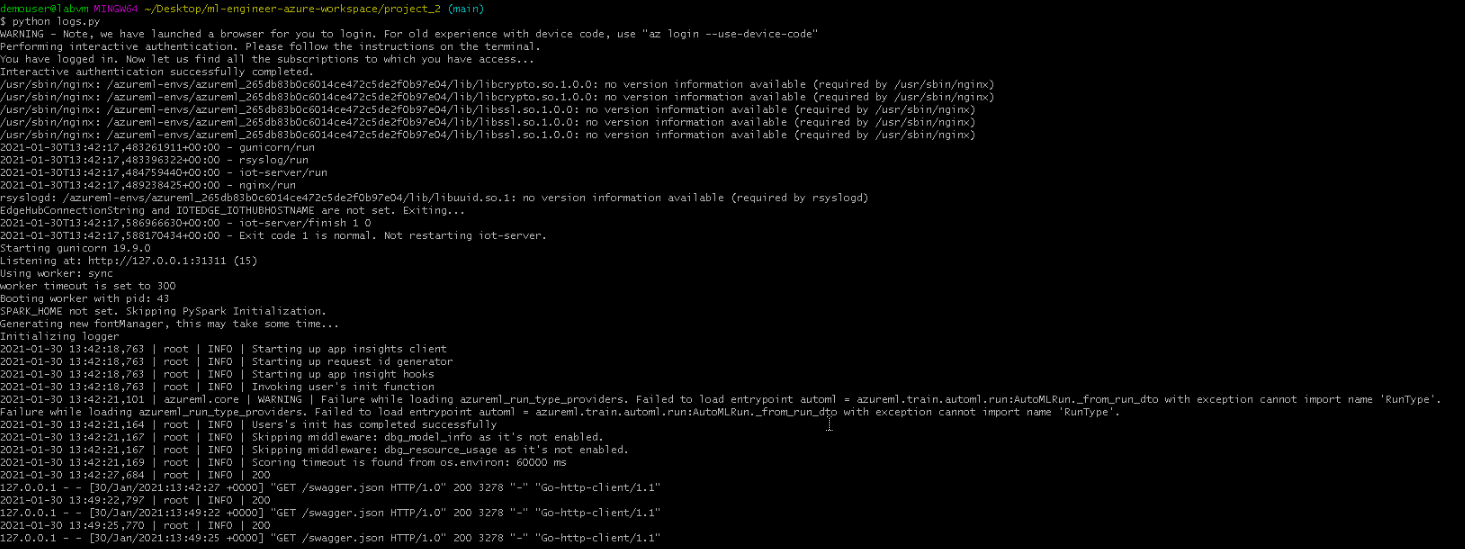 demouser@labvm MINGW64 ~/Desktop/ml-engineer-azure-workspace/project_2 (main)
$ python logs.py
WARNING - Note, we have launched a browser for you to login. For old experience with device code, use "az login --use-device-code"
Performing interactive authentication. Please follow the instructions on the terminal.
You have logged in. Now let us find all the subscriptions to which you have access...
Interactive authentication successfully completed.
/usr/sbin/nginx: /azureml-envs/azureml_265db83b0c6014ce472c5de2f0b97e04/lib/libcrypto.so.1.0.0: no version information available (required by /usr/sbin/nginx)
/usr/sbin/nginx: /azureml-envs/azureml_265db83b0c6014ce472c5de2f0b97e04/lib/libcrypto.so.1.0.0: no version information available (required by /usr/sbin/nginx)
/usr/sbin/nginx: /azureml-envs/azureml_265db83b0c6014ce472c5de2f0b97e04/lib/libssl.so.1.0.0: no version information available (required by /usr/sbin/nginx)
/usr/sbin/nginx: /azureml-envs/azureml_265db83b0c6014ce472c5de2f0b97e04/lib/libssl.so.1.0.0: no version information available (required by /usr/sbin/nginx)
/usr/sbin/nginx: /azureml-envs/azureml_265db83b0c6014ce472c5de2f0b97e04/lib/libssl.so.1.0.0: no version information available (required by /usr/sbin/nginx)
2021-01-30T13:42:17,483261911+00:00 - gunicorn/run
2021-01-30T13:42:17,483396322+00:00 - rsyslog/run
2021-01-30T13:42:17,484759440+00:00 - iot-server/run
2021-01-30T13:42:17,489238425+00:00 - nginx/run
rsyslogd: /azureml-envs/azureml_265db83b0c6014ce472c5de2f0b97e04/lib/libuuid.so.1: no version information available (required by rsyslogd)
EdgeHubConnectionString and IOTEDGE_IOTHUBHOSTNAME are not set. Exiting...
2021-01-30T13:42:17,586966630+00:00 - iot-server/finish 1 0
2021-01-30T13:42:17,588170434+00:00 - Exit code 1 is normal. Not restarting iot-server.
Starting gunicorn 19.9.0
Listening at: http://127.0.0.1:31311 (15)
Using worker: sync
worker timeout is set to 300
Booting worker with pid: 43
SPARK_HOME not set. Skipping PySpark Initialization.
Generating new fontManager, this may take some time...
Initializing logger
2021-01-30 13:42:18,763 | root | INFO | Starting up app insights client
2021-01-30 13:42:18,763 | root | INFO | Starting up request id generator
2021-01-30 13:42:18,763 | root | INFO | Starting up app insight hooks
2021-01-30 13:42:18,763 | root | INFO | Invoking user's init function
2021-01-30 13:42:21,101 | azureml.core | WARNING | Failure while loading azureml_run_type_providers. Failed to load entrypoint automl = azureml.train.automl.run:AutoMLRun._from_run_dto with exception cannot import name 'RunType'.
Failure while loading azureml_run_type_providers. Failed to load entrypoint automl = azureml.train.automl.run:AutoMLRun._from_run_dto with exception cannot import name 'RunType'.
2021-01-30 13:42:21,164 | root | INFO | Users's init has completed successfully
2021-01-30 13:42:21,167 | root | INFO | Skipping middleware: dbg_model_info as it's not enabled.
2021-01-30 13:42:21,167 | root | INFO | Skipping middleware: dbg_resource_usage as it's not enabled.
2021-01-30 13:42:21,169 | root | INFO | Scoring timeout is found from os.environ: 60000 ms
2021-01-30 13:42:27,684 | root | INFO | 200
127.0.0.1 - - [30/Jan/2021:13:42:27 +0000] "GET /swagger.json HTTP/1.0" 200 3278 "-" "Go-http-client/1.1"
2021-01-30 13:49:22,797 | root | INFO | 200
127.0.0.1 - - [30/Jan/2021:13:49:22 +0000] "GET /swagger.json HTTP/1.0" 200 3278 "-" "Go-http-client/1.1"
2021-01-30 13:49:25,770 | root | INFO | 200
127.0.0.1 - - [30/Jan/2021:13:49:25 +0000] "GET /swagger.json HTTP/1.0" 200 3278 "-" "Go-http-client/1.1"